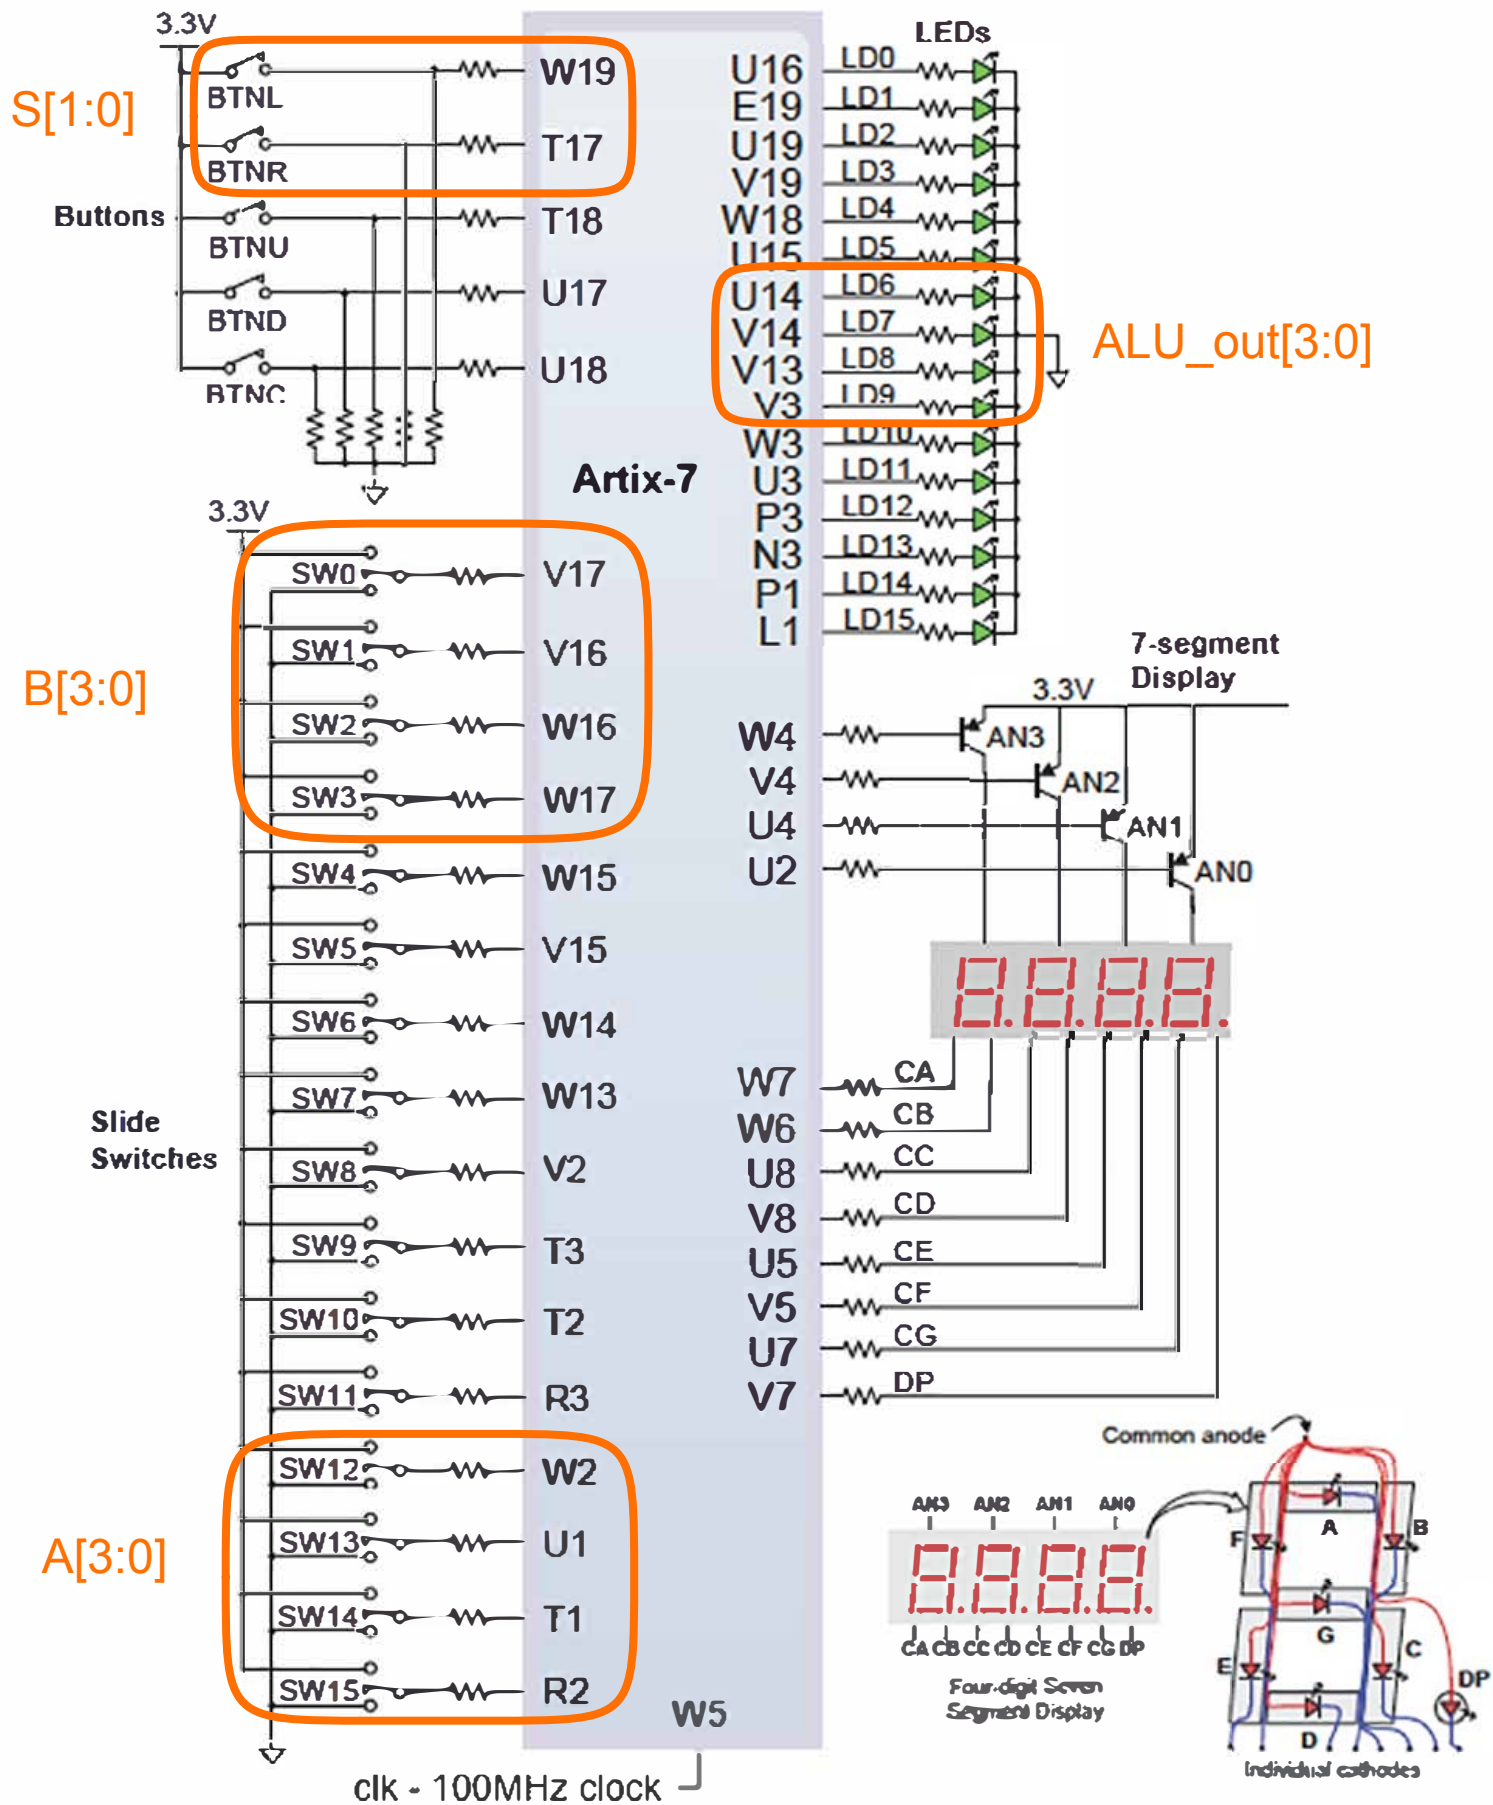 3.3V
S[1:0]
BTNL
W19
BTNR
T17
Buttons
BTNU
T18
BTND
U17
BTNC
U18
LEDs
U16 LD0
E19 LD1
U19 LD2
V19 LD3
W18 LD4
U15 LD5
U14 LD6
V14 LD7
V13 LD8
V3 LD9
W3 LD10
U3 LD11
P3 LD12
N3 LD13
P1 LD14
L1 LD15
ALU_out[3:0]
Artix-7
3.3V
B[3:0]
SW0 V17
SW1 V16
SW2 W16
SW3 W17
SW4 W15
SW5 V15
SW6 W14
SW7 W13
Slide
Switches
SW8 V2
SW9 T3
SW10 T2
SW11 R3
A[3:0]
SW12 W2
SW13 U1
SW14 T1
SW15 R2
7-segment
Display
3.3V
W4 AN3
V4 AN2
U4 AN1
U2 AN0
W7 CA
W6 CB
U8 CC
V8 CD
U5 CE
V5 CF
U7 CG
V7 DP
W5
clk - 100MHz clock
AN3 AN2 AN1 AN0
CA CB CC CD CE CF CG DP
Four-digit Seven
Segment Display
Common anode
A
F
B
G
E
C
D
DP
Individual cathodes